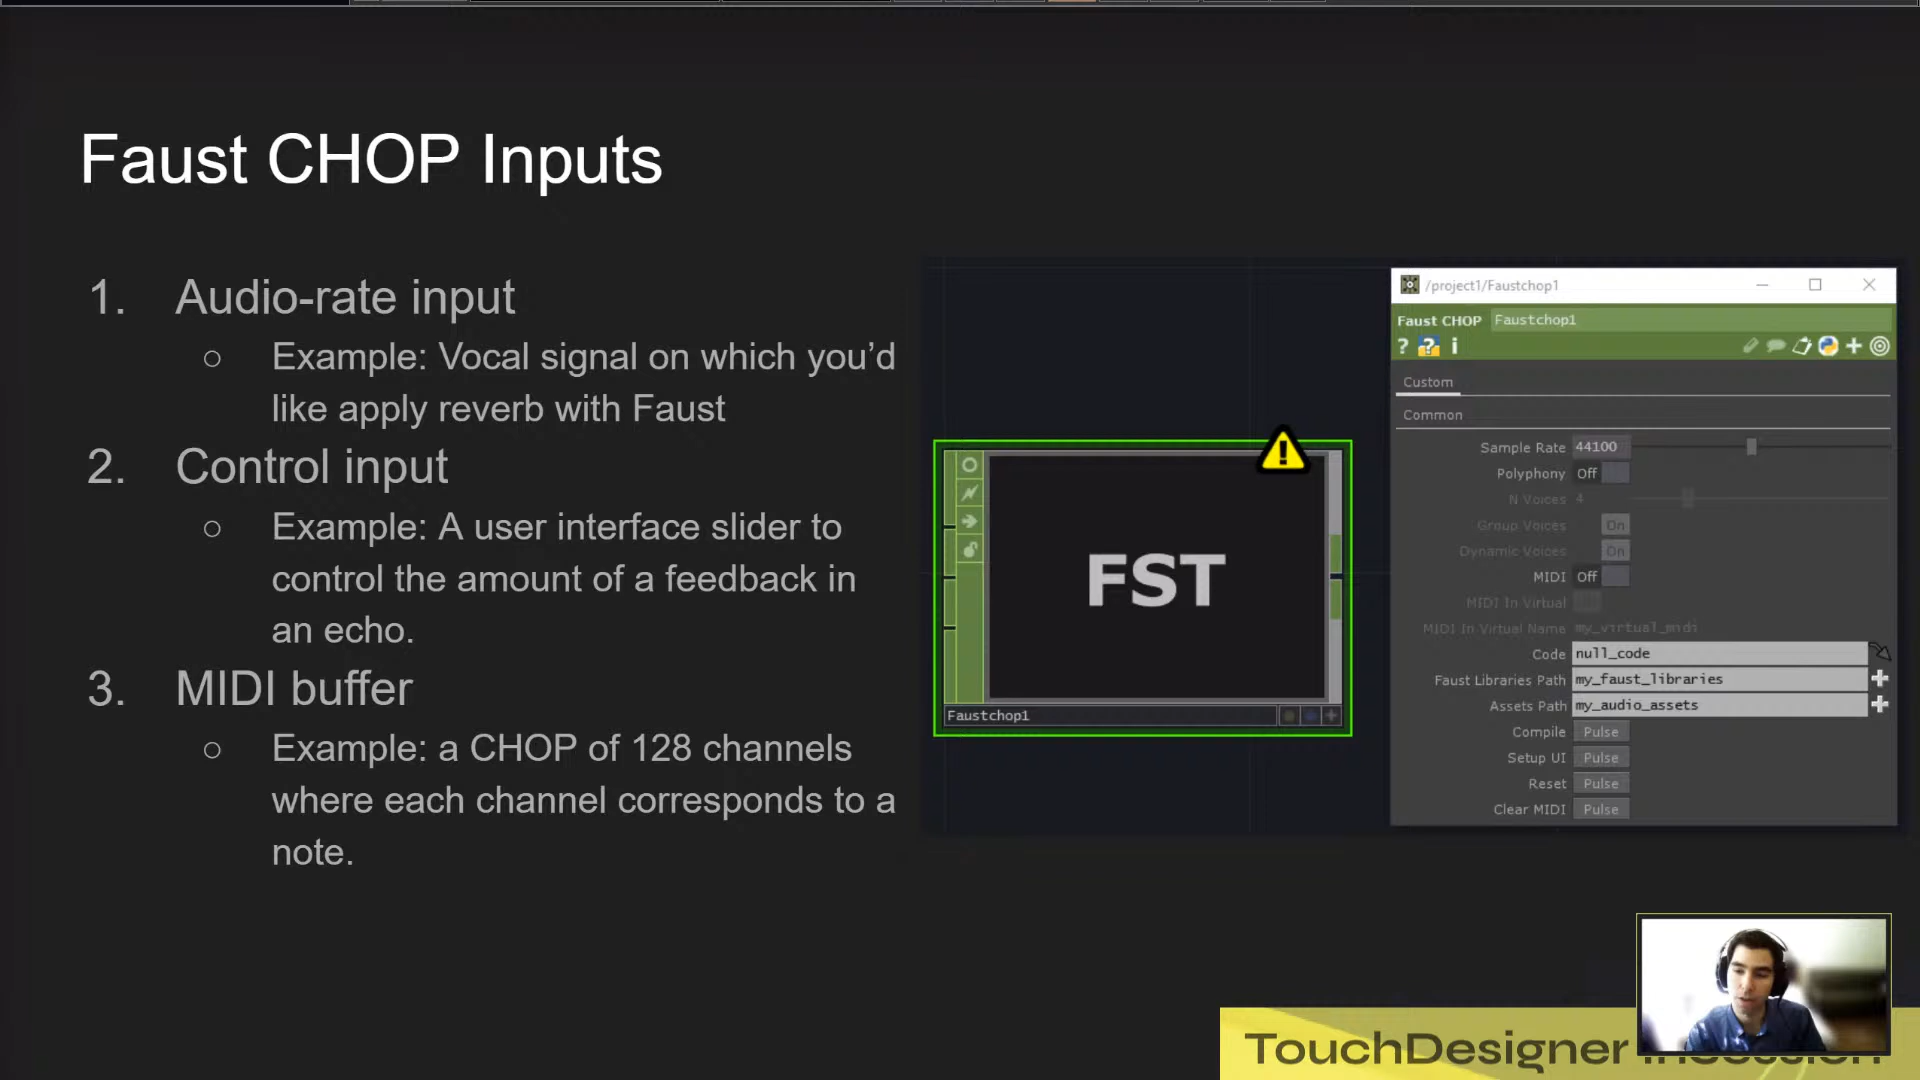 Faust CHOP Inputs
1. Audio-rate input
○ Example: Vocal signal on which you’d
like apply reverb with Faust
2. Control input
○ Example: A user interface slider to
control the amount of a feedback in
an echo.
3. MIDI buffer
○ Example: a CHOP of 128 channels
where each channel corresponds to a
note.
FST
Faustchop1
/project1/Faustchop1
Faust CHOP Faustchop1
? ? i
Custom
Common
Sample Rate 44100
Polyphony Off
N Voices 4
Group Voices On
Dynamic Voices On
MIDI Off
MIDI In Virtual
MIDI In Virtual Name my_virtual_midi
Code null_code
Faust Libraries Path my_faust_libraries
Assets Path my_audio_assets
Compile Pulse
Setup UI Pulse
Reset Pulse
Clear MIDI Pulse
TouchDesigner